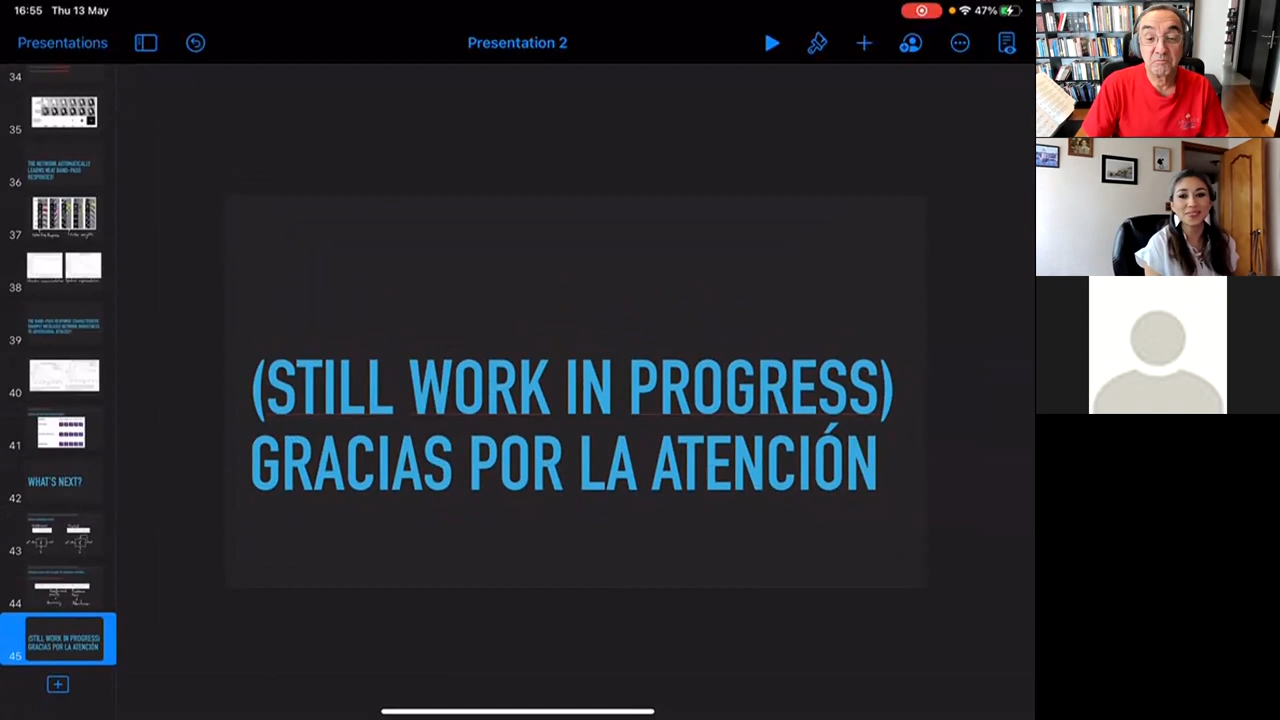 16:55 Thu 13 May
47%
Presentations
Presentation 2
34
35
36
THE NETWORK AUTOMATICALLY
LEARNS NEAT BAND-PASS
RESPONSES!
37
38
39
40
41
42
WHAT'S NEXT?
43
44
45
(STILL WORK IN PROGRESS)
GRACIAS POR LA ATENCIÓN
(STILL WORK IN PROGRESS)
GRACIAS POR LA ATENCIÓN